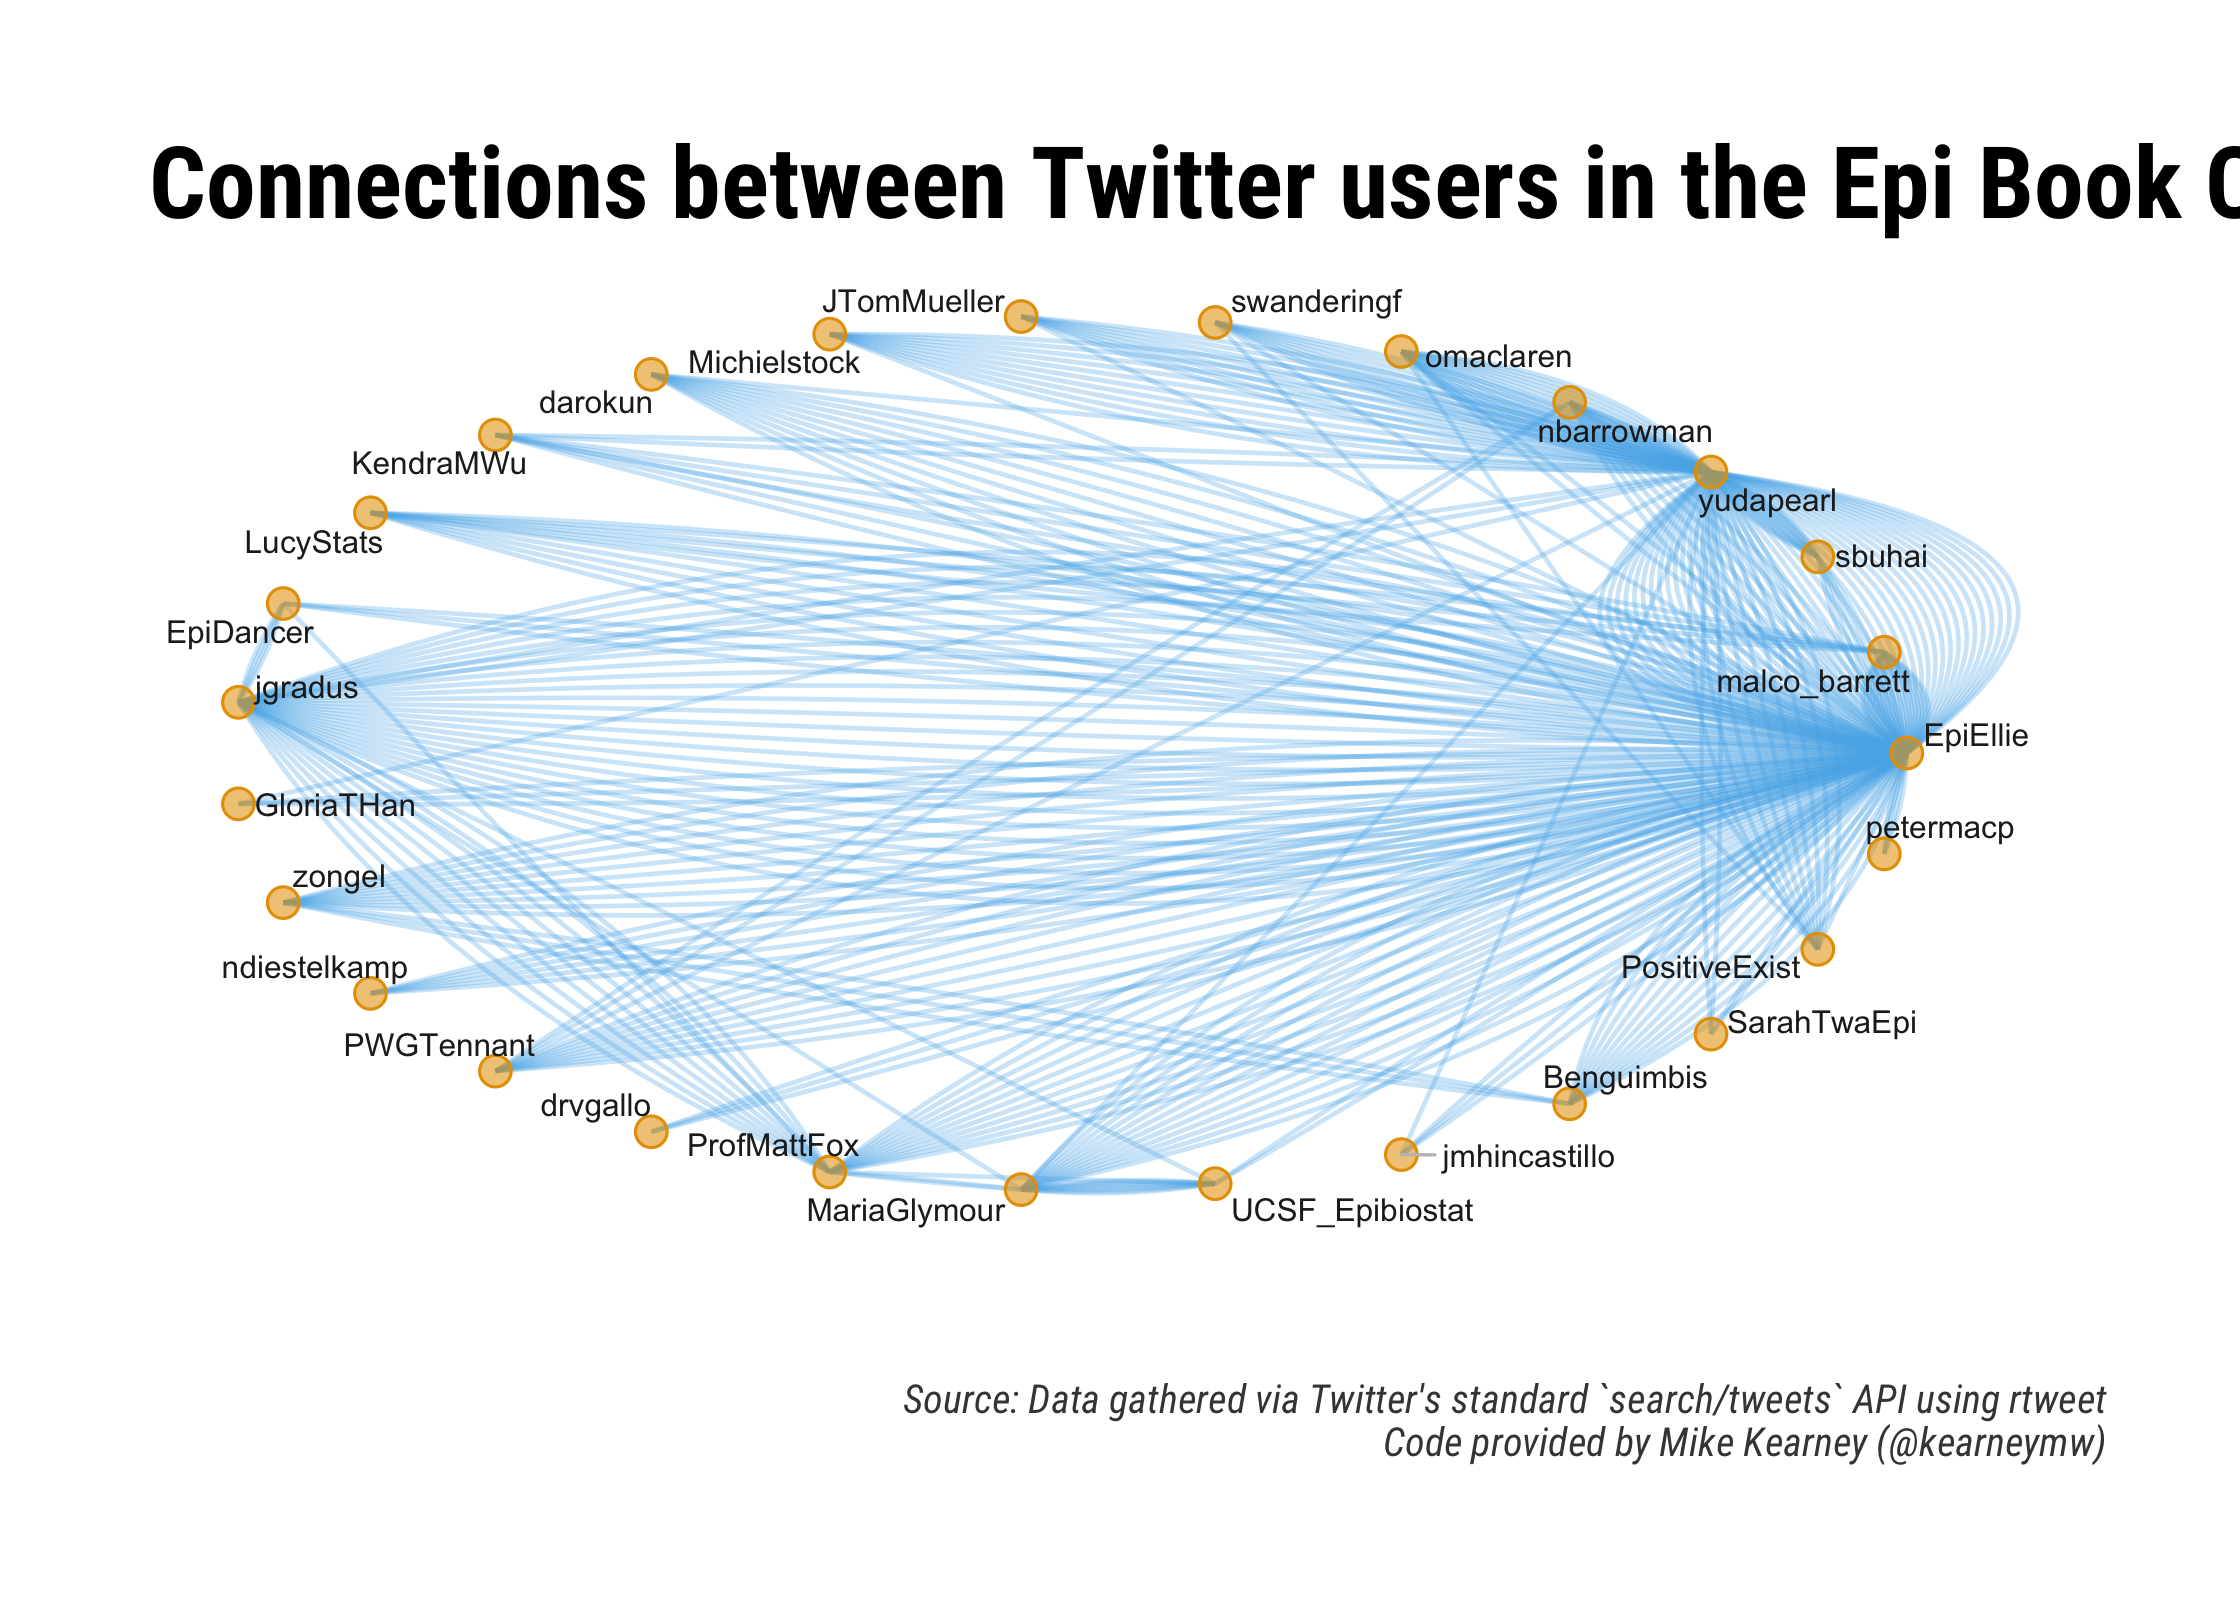 Connections between Twitter users in the Epi Book C
JTomMueller
swanderingf
Michielstock
omaclaren
darokun
nbarrowman
KendraMWu
yudapearl
LucyStats
sbuhai
EpiDancer
malco_barrett
jgradus
EpiEllie
GloriaTHan
petermacp
zongel
ndiestelkamp
PositiveExist
PWGTennant
SarahTwaEpi
drvgallo
Benguimbis
ProfMattFox
jmhincastillo
MariaGlymour
UCSF_Epibiostat
Source: Data gathered via Twitter's standard `search/tweets` API using rtweet
Code provided by Mike Kearney (@kearneymw)